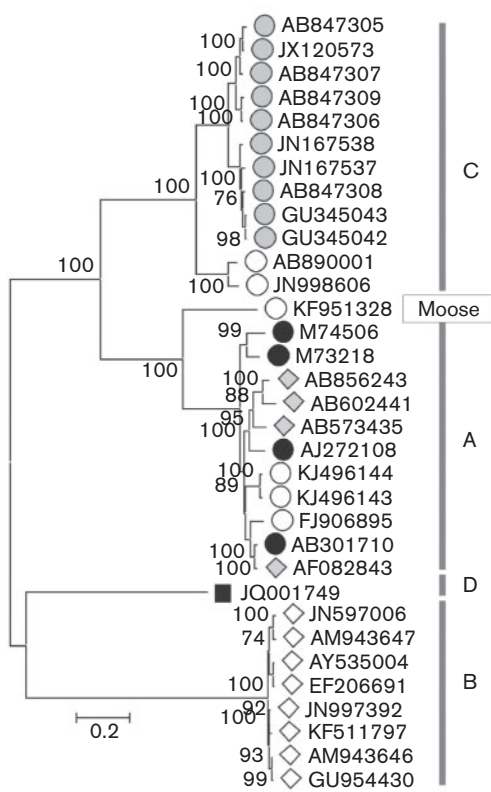 AB847305
100
JX120573
100
AB847307
100
AB847309
100
AB847306
JN167538
C
JN167537
100
AB847308
100
76
GU345043
98
GU345042
100
AB890001
100
JN998606
KF951328
Moose
99
M74506
M73218
100
100
AB856243
88
AB602441
95
AB573435
100
A
AJ272108
100
KJ496144
89
KJ496143
FJ906895
100
AB301710
100
AF082843
D
JQ001749
100
JN597006
74
AM943647
AY535004
B
100
EF206691
92
JN997392
100
KF511797
0.2
93
AM943646
99
GU954430